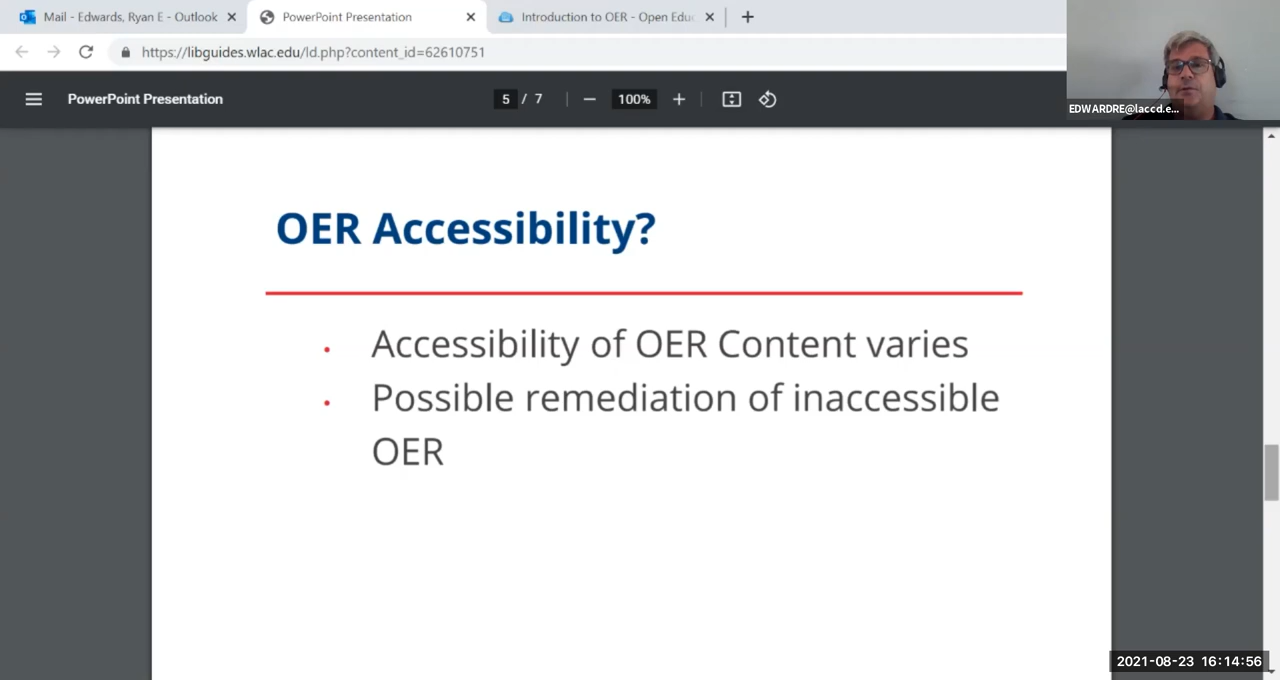 Mail - Edwards, Ryan E - Outlook
PowerPoint Presentation
Introduction to OER - Open Edu
https://libguides.wlac.edu/ld.php?content_id=62610751
PowerPoint Presentation
5 / 7
100%
EDWARDRE@laccd.e...
OER Accessibility?
Accessibility of OER Content varies
Possible remediation of inaccessible
OER
2021-08-23 16:14:56